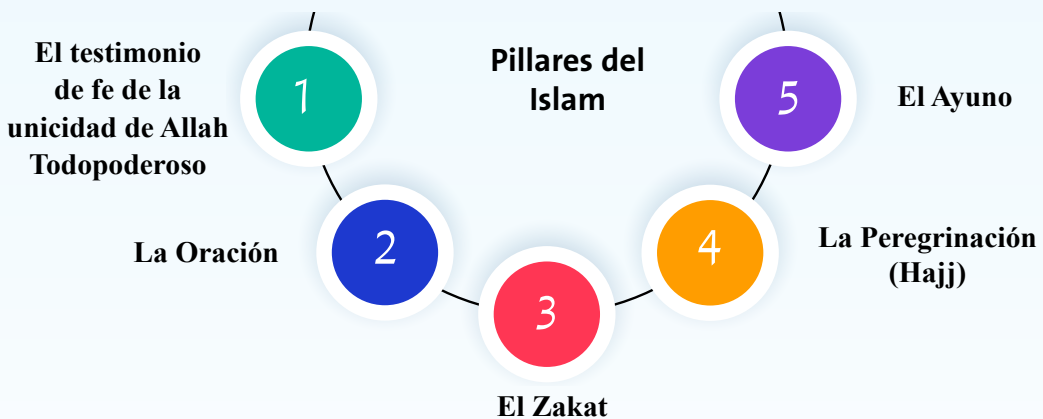 Pillares del
Islam
1
El testimonio
de fe de la
unicidad de Allah
Todopoderoso
2
La Oración
3
El Zakat
4
La Peregrinación
(Hajj)
5
El Ayuno